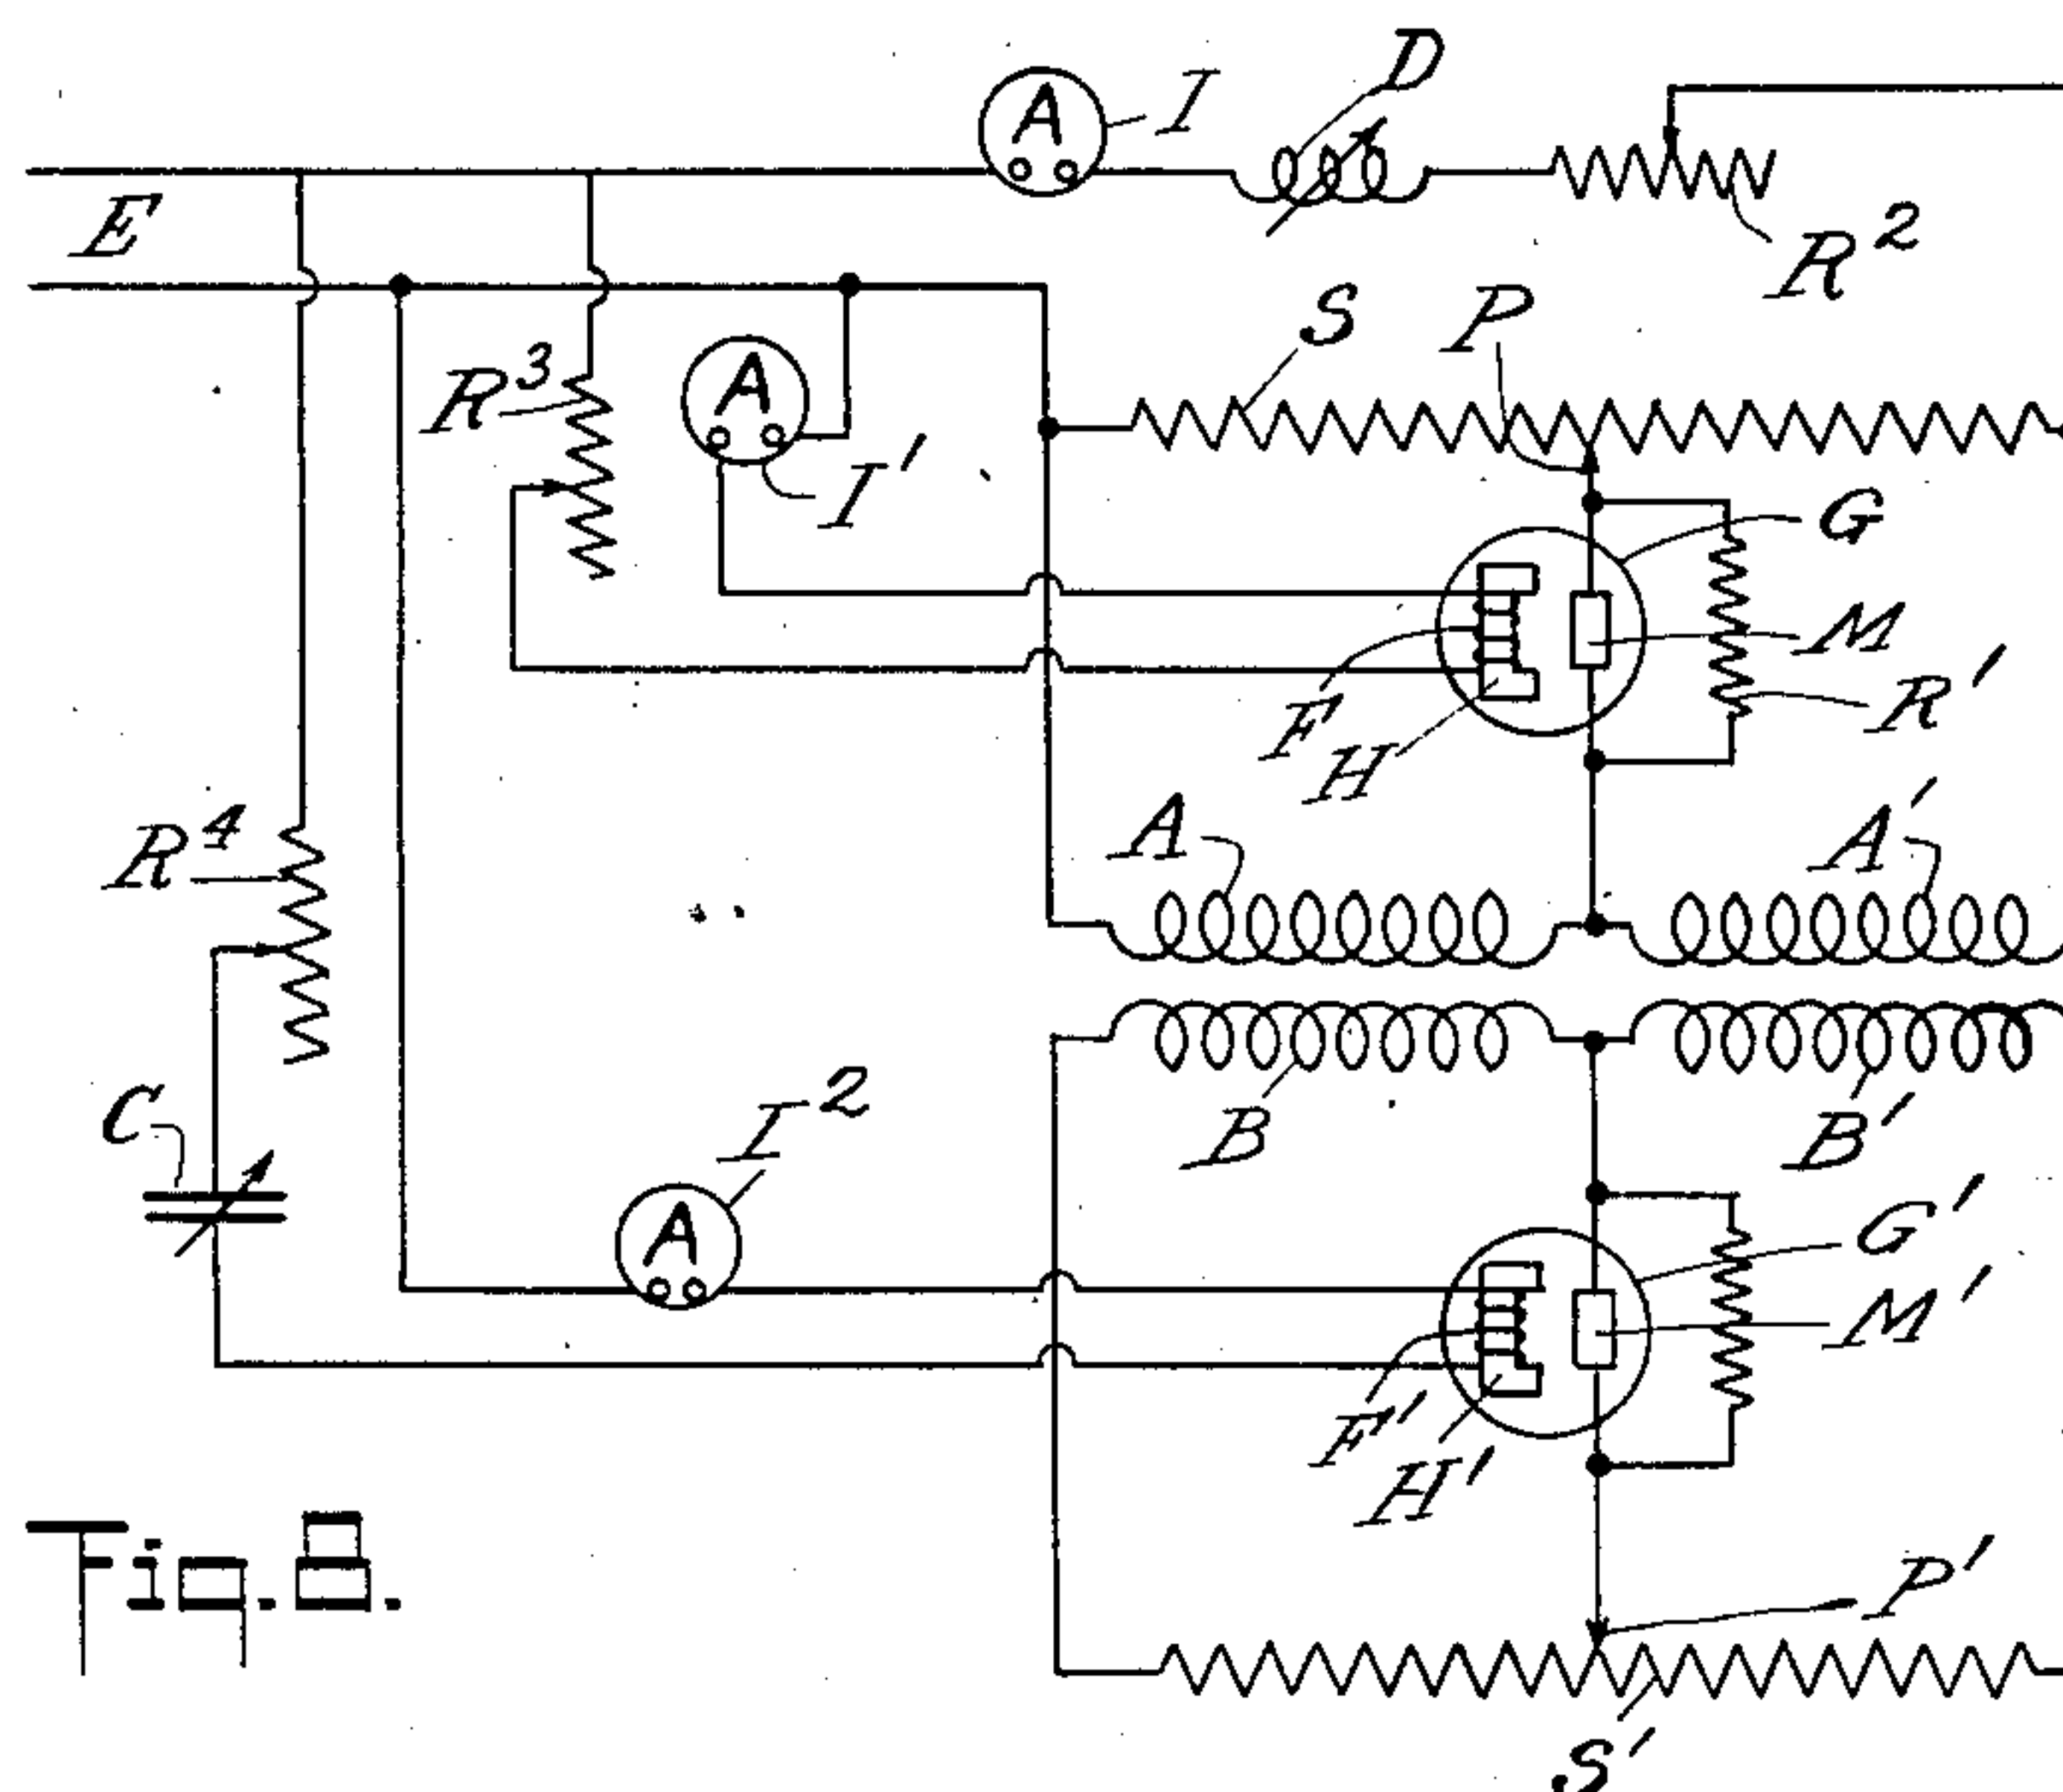 A
I
D
E
R²
S
P
R³
A
I'
G
M
F
H
R'
A
A'
R⁴
C
B
B'
I²
A
G'
M'
F'
H'
P'
S'
Fig. 8.